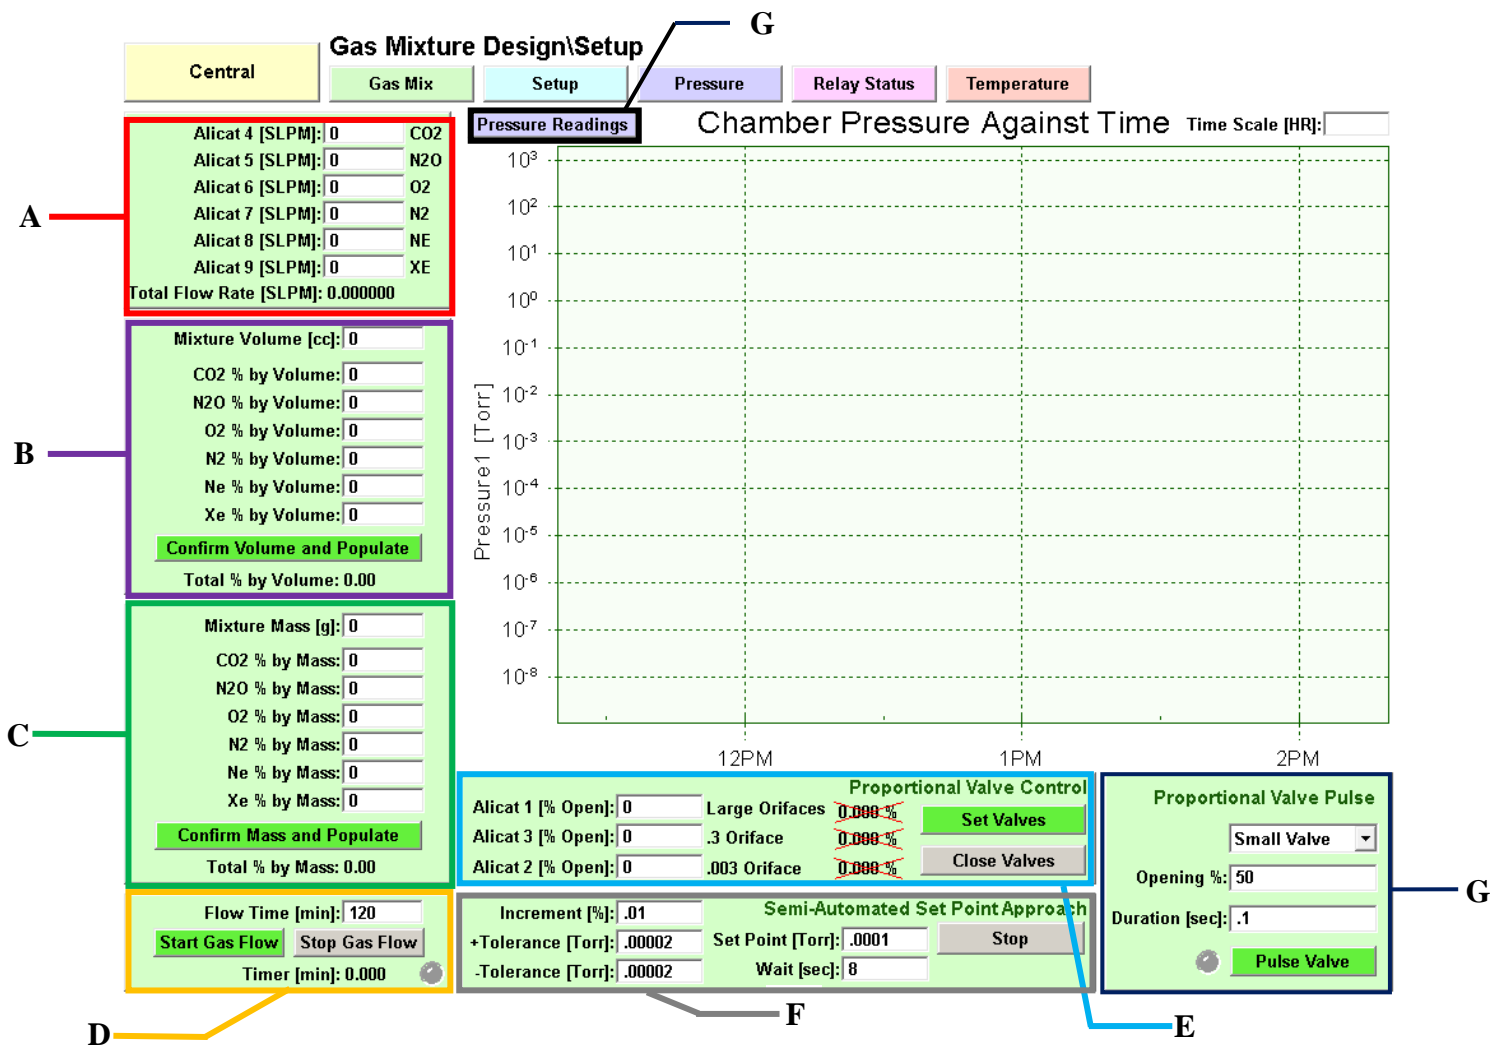 G
Gas Mixture Design\Setup
Central
Gas Mix
Setup
Pressure
Relay Status
Temperature
Pressure Readings
Chamber Pressure Against Time
Time Scale [HR]:
A
Alicat 4 [SLPM]: 0 CO2
Alicat 5 [SLPM]: 0 N2O
Alicat 6 [SLPM]: 0 O2
Alicat 7 [SLPM]: 0 N2
Alicat 8 [SLPM]: 0 NE
Alicat 9 [SLPM]: 0 XE
Total Flow Rate [SLPM]: 0.000000
B
Mixture Volume [cc]: 0
CO2 % by Volume: 0
N2O % by Volume: 0
O2 % by Volume: 0
N2 % by Volume: 0
Ne % by Volume: 0
Xe % by Volume: 0
Confirm Volume and Populate
Total % by Volume: 0.00
C
Mixture Mass [g]: 0
CO2 % by Mass: 0
N2O % by Mass: 0
O2 % by Mass: 0
N2 % by Mass: 0
Ne % by Mass: 0
Xe % by Mass: 0
Confirm Mass and Populate
Total % by Mass: 0.00
D
Flow Time [min]: 120
Start Gas Flow
Stop Gas Flow
Timer [min]: 0.000
Pressure1 [Torr]
10³
10²
10¹
10⁰
10⁻¹
10⁻²
10⁻³
10⁻⁴
10⁻⁵
10⁻⁶
10⁻⁷
10⁻⁸
12PM
1PM
2PM
E
Proportional Valve Control
Alicat 1 [% Open]: 0 Large Orifaces 0.000 %
Set Valves
Alicat 3 [% Open]: 0 .3 Oriface 0.000 %
Alicat 2 [% Open]: 0 .003 Oriface 0.000 %
Close Valves
F
Semi-Automated Set Point Approach
Increment [%]: .01
+Tolerance [Torr]: .00002
Set Point [Torr]: .0001
Stop
-Tolerance [Torr]: .00002
Wait [sec]: 8
G
Proportional Valve Pulse
Small Valve
Opening %: 50
Duration [sec]: .1
Pulse Valve